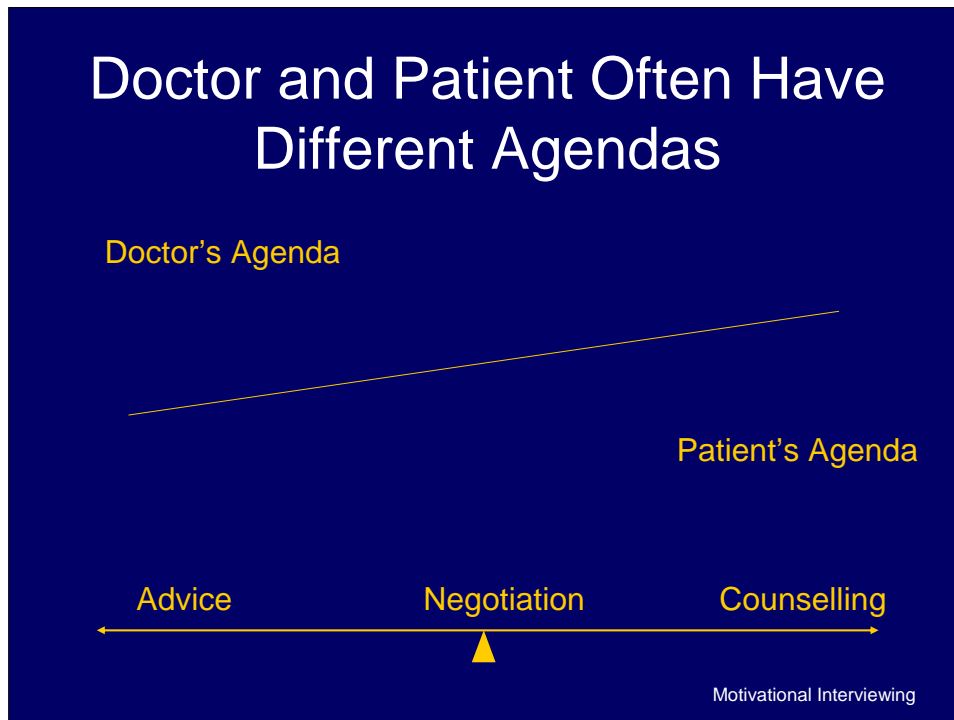 Doctor and Patient Often Have
Different Agendas
Doctor’s Agenda
Patient’s Agenda
Advice Negotiation Counselling
Motivational Interviewing